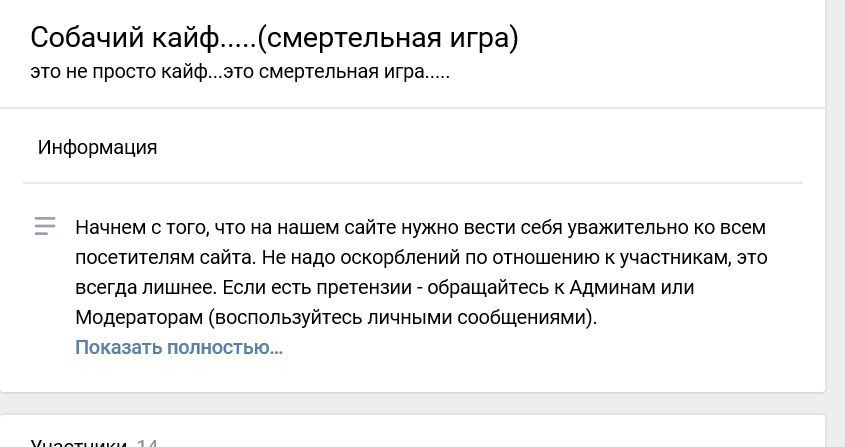 Собачий кайф.....(смертельная игра)
это не просто кайф...это смертельная игра.....
Информация
Начнем с того, что на нашем сайте нужно вести себя уважительно ко всем
посетителям сайта. Не надо оскорблений по отношению к участникам, это
всегда лишнее. Если есть претензии - обращайтесь к Админам или
Модераторам (воспользуйтесь личными сообщениями).
Показать полностью...
Участники 14